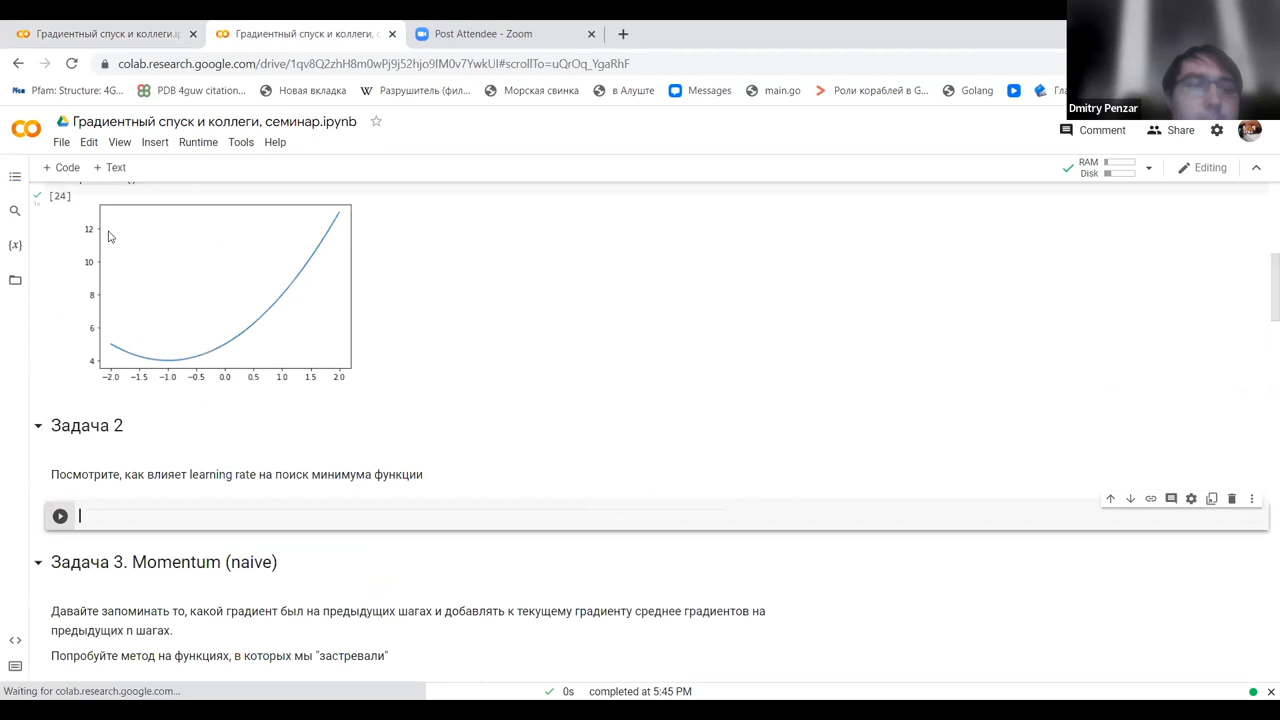 Градиентный спуск и коллеги.i
Градиентный спуск и коллеги, с
Post Attendee - Zoom
colab.research.google.com/drive/1qv8Q2zhH8m0wPj9j52hjo9IM0v7YwkUl#scrollTo=uQrOq_YgaRhF
Pfam: Structure: 4G...
PDB 4guw citation...
Новая вкладка
Разрушитель (фил...
Морская свинка
в Алуште
Messages
main.go
Роли кораблей в G...
Golang
Dmitry Penzar
Градиентный спуск и коллеги, семинар.ipynb
Comment
Share
File Edit View Insert Runtime Tools Help
+ Code + Text
RAM
Disk
Editing
[24]
12
10
8
6
4
−2.0 −1.5 −1.0 −0.5 0.0 0.5 1.0 1.5 2.0
Задача 2
Посмотрите, как влияет learning rate на поиск минимума функции
Задача 3. Momentum (naive)
Давайте запоминать то, какой градиент был на предыдущих шагах и добавлять к текущему градиенту среднее градиентов на
предыдущих n шагах.
Попробуйте метод на функциях, в которых мы "застревали"
Waiting for colab.research.google.com...
0s completed at 5:45 PM